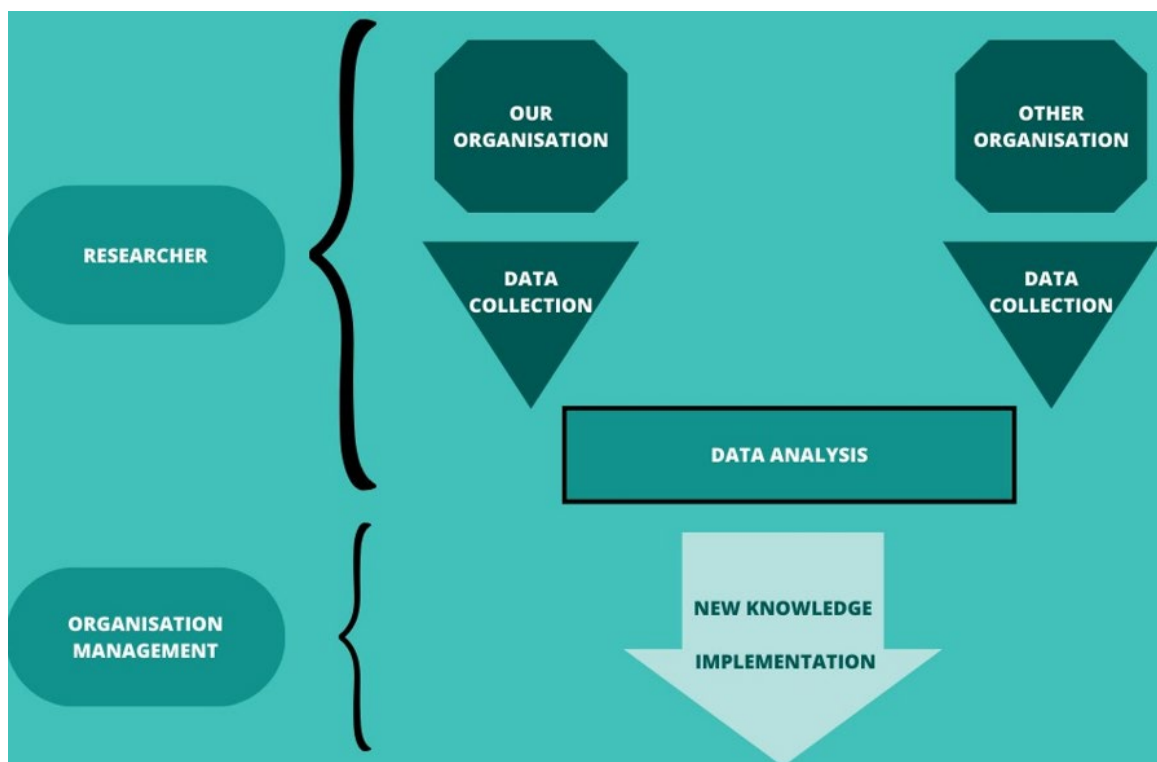 OUR
ORGANISATION
OTHER
ORGANISATION
RESEARCHER
DATA
COLLECTION
DATA
COLLECTION
DATA ANALYSIS
ORGANISATION
MANAGEMENT
NEW KNOWLEDGE
IMPLEMENTATION